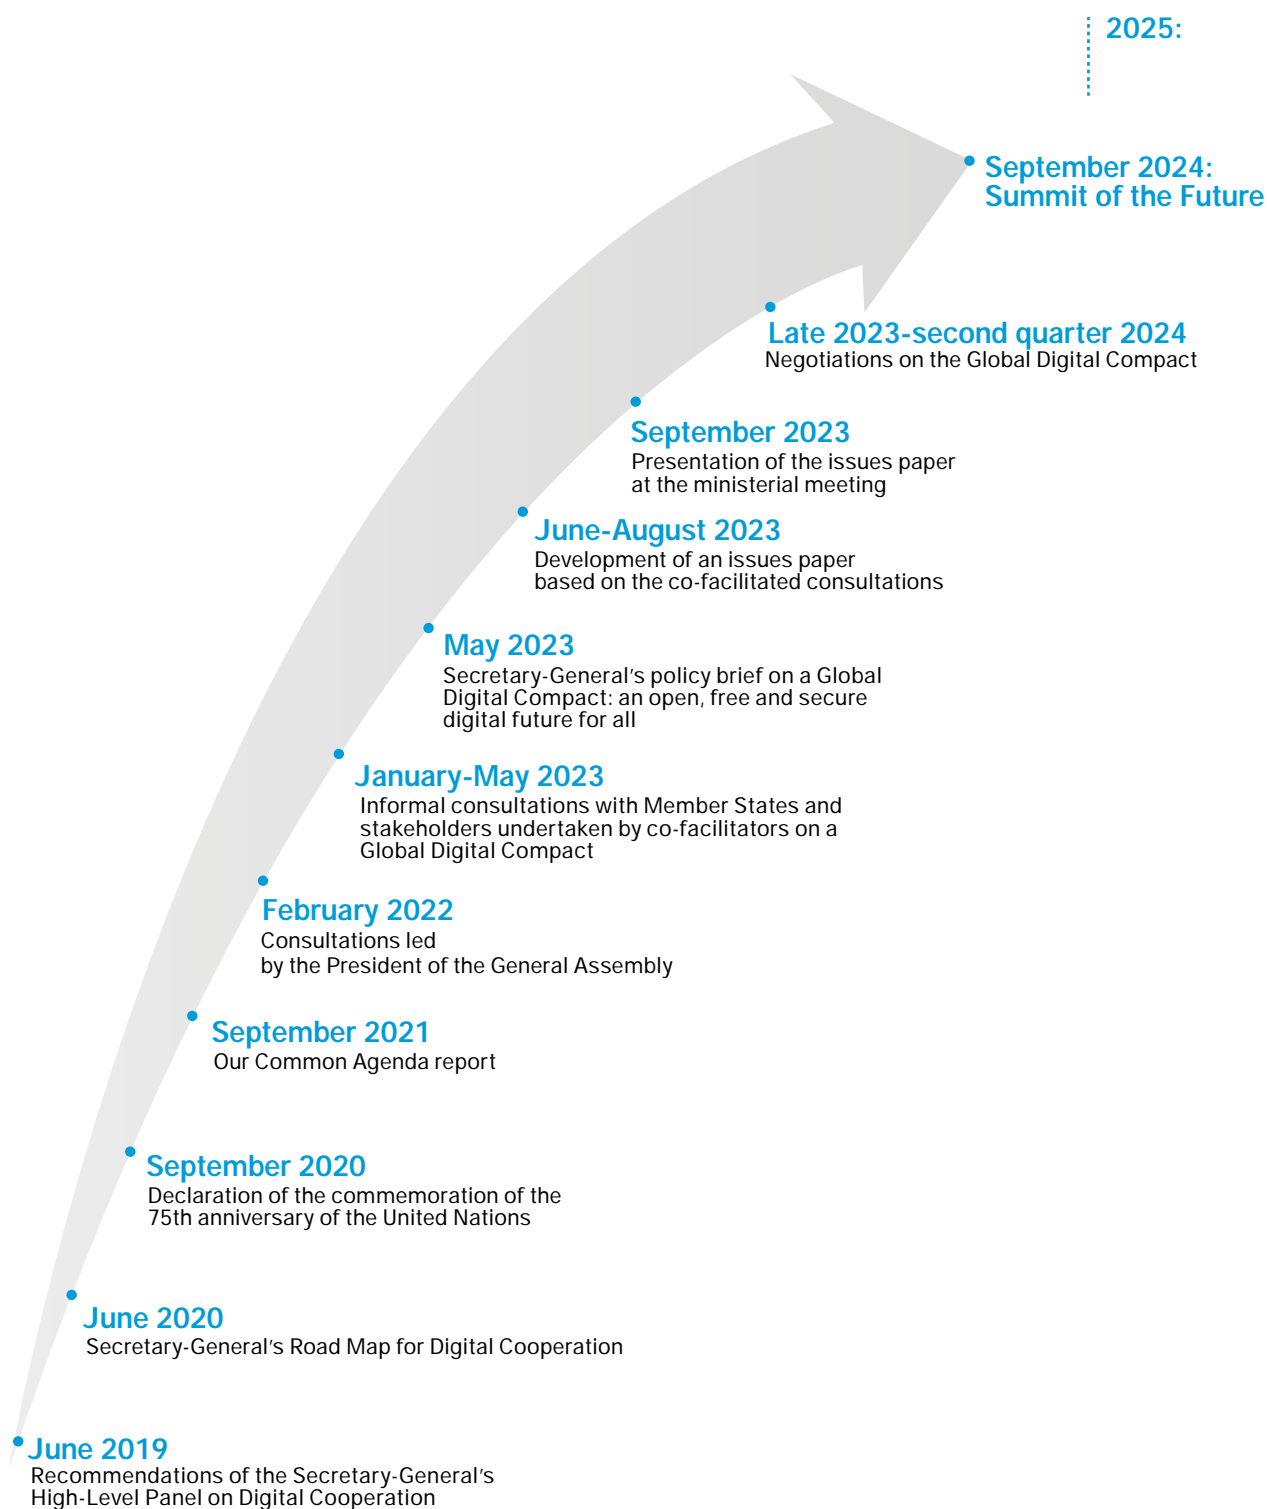 2025:
September 2024:
Summit of the Future
Late 2023-second quarter 2024
Negotiations on the Global Digital Compact
September 2023
Presentation of the issues paper
at the ministerial meeting
June-August 2023
Development of an issues paper
based on the co-facilitated consultations
May 2023
Secretary-General's policy brief on a Global
Digital Compact: an open, free and secure
digital future for all
January-May 2023
Informal consultations with Member States and
stakeholders undertaken by co-facilitators on a
Global Digital Compact
February 2022
Consultations led
by the President of the General Assembly
September 2021
Our Common Agenda report
September 2020
Declaration of the commemoration of the
75th anniversary of the United Nations
June 2020
Secretary-General's Road Map for Digital Cooperation
June 2019
Recommendations of the Secretary-General's
High-Level Panel on Digital Cooperation